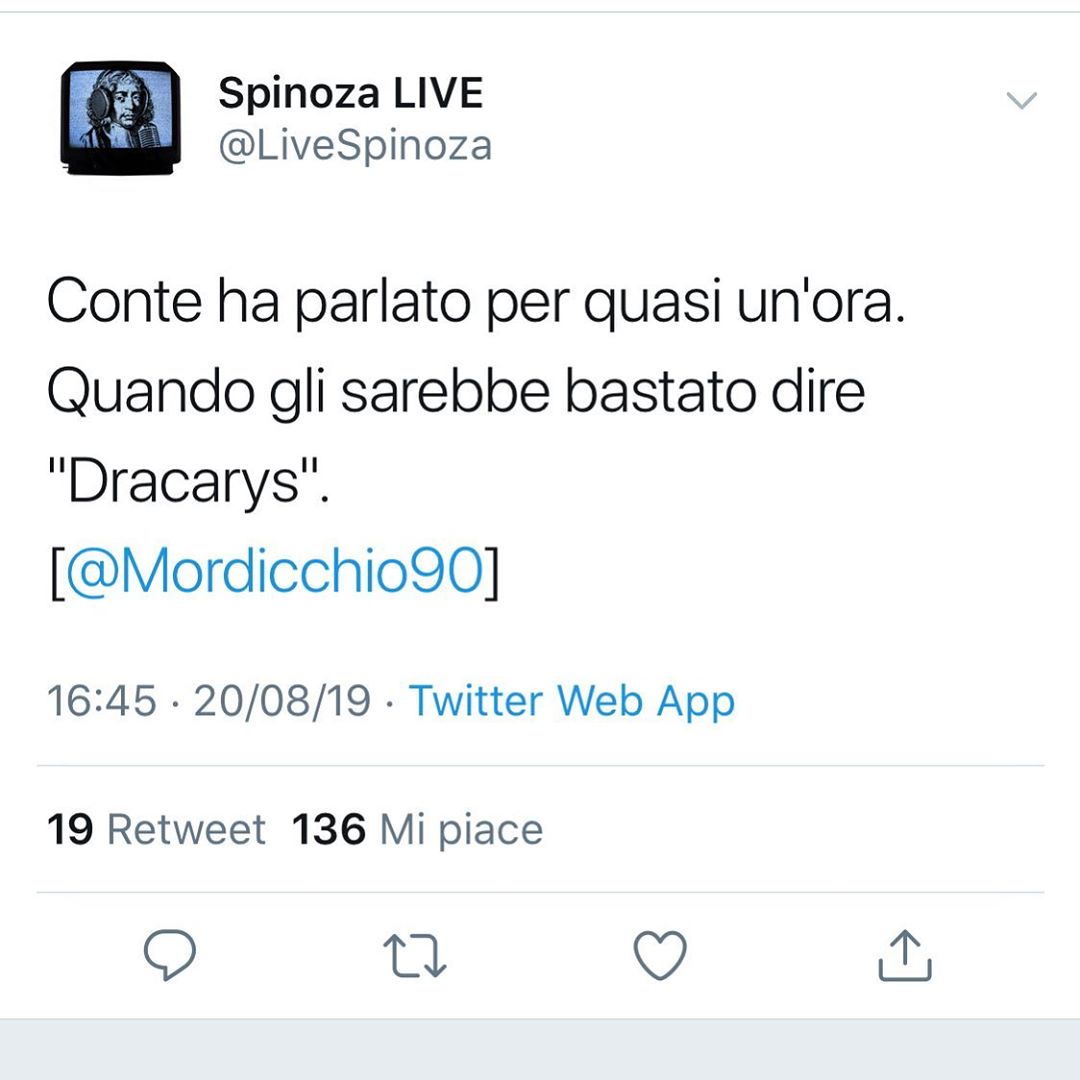 Spinoza LIVE
@LiveSpinoza
Conte ha parlato per quasi un'ora.
Quando gli sarebbe bastato dire
"Dracarys".
[@Mordicchio90]
16:45 · 20/08/19 · Twitter Web App
19 Retweet 136 Mi piace